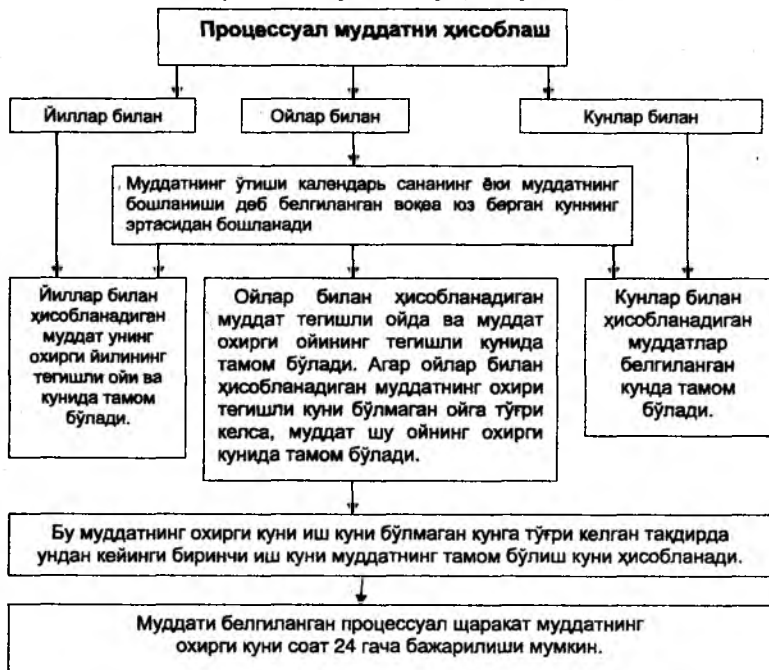 Процессуал муддатни ҳисоблаш
Йиллар билан
Ойлар билан
Кунлар билан
Муддатнинг ўтиши календарь сананинг ёки муддатнинг
бошланиши деб белгиланган воқеа юз берган куннинг
эртасидан бошланади
Йиллар билан
ҳисобланадиган
муддат унинг
охирги йилининг
тегишли ойи ва
кунида тамом
бўлади.
Ойлар билан ҳисобланадиган
муддат тегишли ойда ва муддат
охирги ойининг тегишли кунида
тамом бўлади. Агар ойлар билан
ҳисобланадиган муддатнинг охири
тегишли куни бўлмаган ойга тўғри
келса, муддат шу ойнинг охирги
кунида тамом бўлади.
Кунлар билан
ҳисобланадиган
муддатлар
белгиланган
кунда тамом
бўлади.
Бу муддатнинг охирги куни иш куни бўлмаган кунга тўғри келган тақдирда
ундан кейинги биринчи иш куни муддатнинг тамом бўлиш куни ҳисобланади.
Муддати белгиланган процессуал щаракат муддатнинг
охирги куни соат 24 гача бажарилиши мумкин.